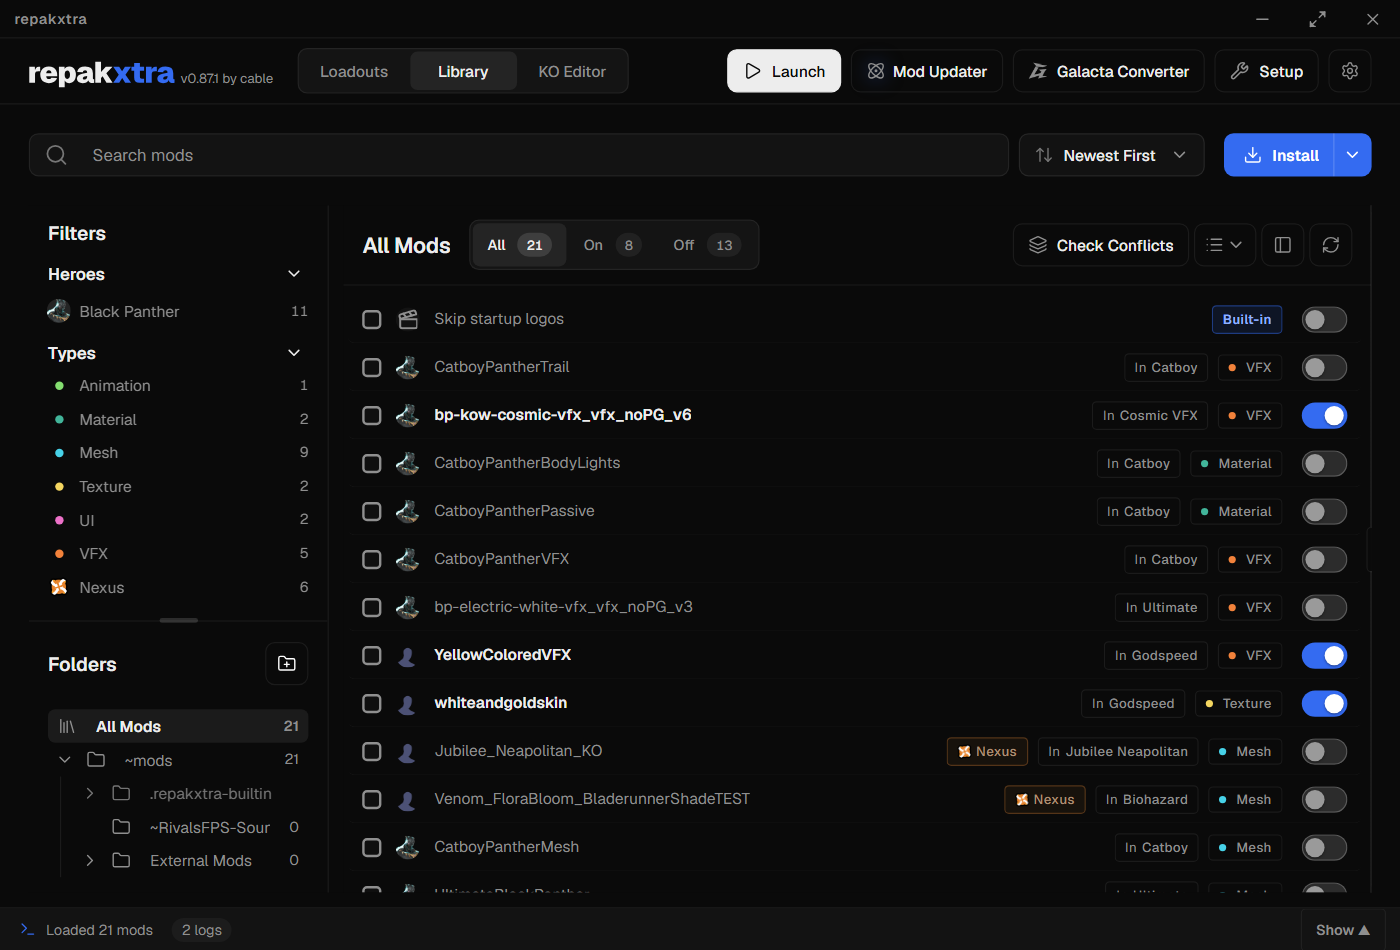 repakxtra
repakxtra v0.87.1 by cable
Loadouts
Library
KO Editor
Launch
Mod Updater
Galacta Converter
Setup
Search mods
Newest First
Install
Filters
Heroes
Black Panther 11
Types
Animation 1
Material 2
Mesh 9
Texture 2
UI 2
VFX 5
Nexus 6
Folders
All Mods 21
~mods 21
.repakxtra-builtin
~RivalsFPS-Sour 0
External Mods 0
All Mods
All 21
On 8
Off 13
Check Conflicts
Skip startup logos Built-in
CatboyPantherTrail In Catboy VFX
bp-kow-cosmic-vfx_vfx_noPG_v6 In Cosmic VFX VFX
CatboyPantherBodyLights In Catboy Material
CatboyPantherPassive In Catboy Material
CatboyPantherVFX In Catboy VFX
bp-electric-white-vfx_vfx_noPG_v3 In Ultimate VFX
YellowColoredVFX In Godspeed VFX
whiteandgoldskin In Godspeed Texture
Jubilee_Neapolitan_KO Nexus In Jubilee Neapolitan Mesh
Venom_FloraBloom_BladerunnerShadeTEST Nexus In Biohazard Mesh
CatboyPantherMesh In Catboy Mesh
Loaded 21 mods
2 logs
Show